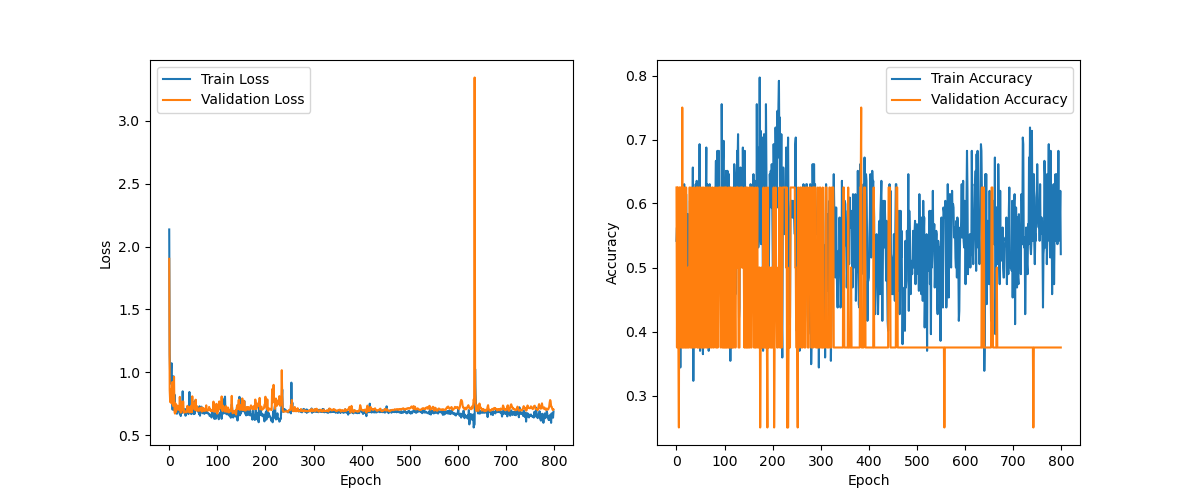 Train Loss
Validation Loss
3.0
2.5
2.0
1.5
1.0
0.5
Loss
0 100 200 300 400 500 600 700 800
Epoch
Train Accuracy
Validation Accuracy
0.8
0.7
0.6
0.5
0.4
0.3
Accuracy
0 100 200 300 400 500 600 700 800
Epoch